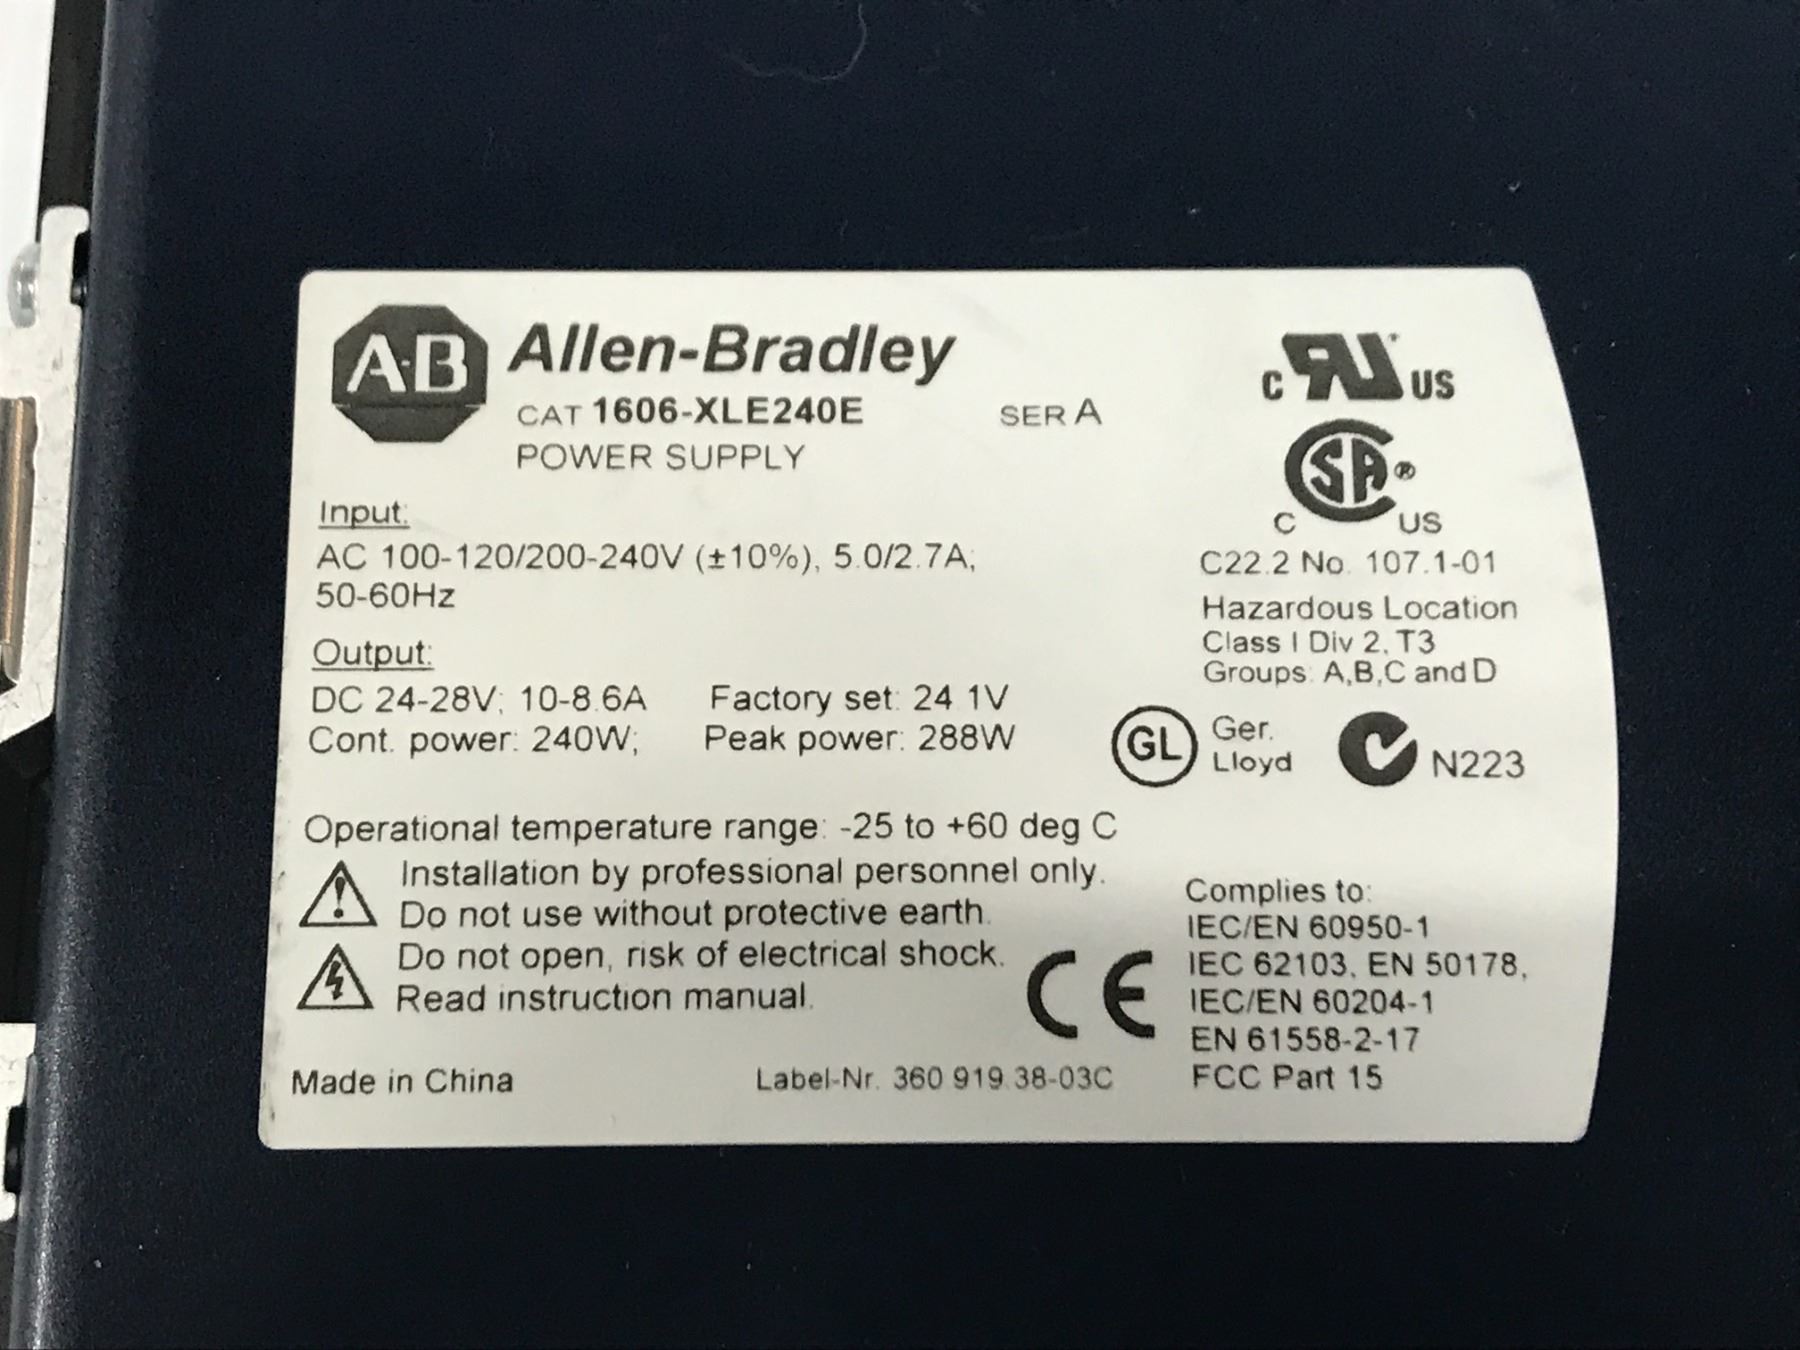 A-B Allen-Bradley
CAT 1606-XLE240E SER A
POWER SUPPLY
Input:
AC 100-120/200-240V (±10%), 5.0/2.7A;
50-60Hz
Output:
DC 24-28V; 10-8.6A Factory set: 24.1V
Cont. power: 240W; Peak power: 288W
Operational temperature range: -25 to +60 deg C
Installation by professional personnel only.
Do not use without protective earth.
Do not open, risk of electrical shock.
Read instruction manual.
Made in China
Label-Nr. 360.919.38-03C
C RU US
C SA ® US
C22.2 No. 107.1-01
Hazardous Location
Class I Div 2, T3
Groups: A,B,C and D
GL Ger.
Lloyd
N223
CE
Complies to:
IEC/EN 60950-1
IEC 62103, EN 50178,
IEC/EN 60204-1
EN 61558-2-17
FCC Part 15